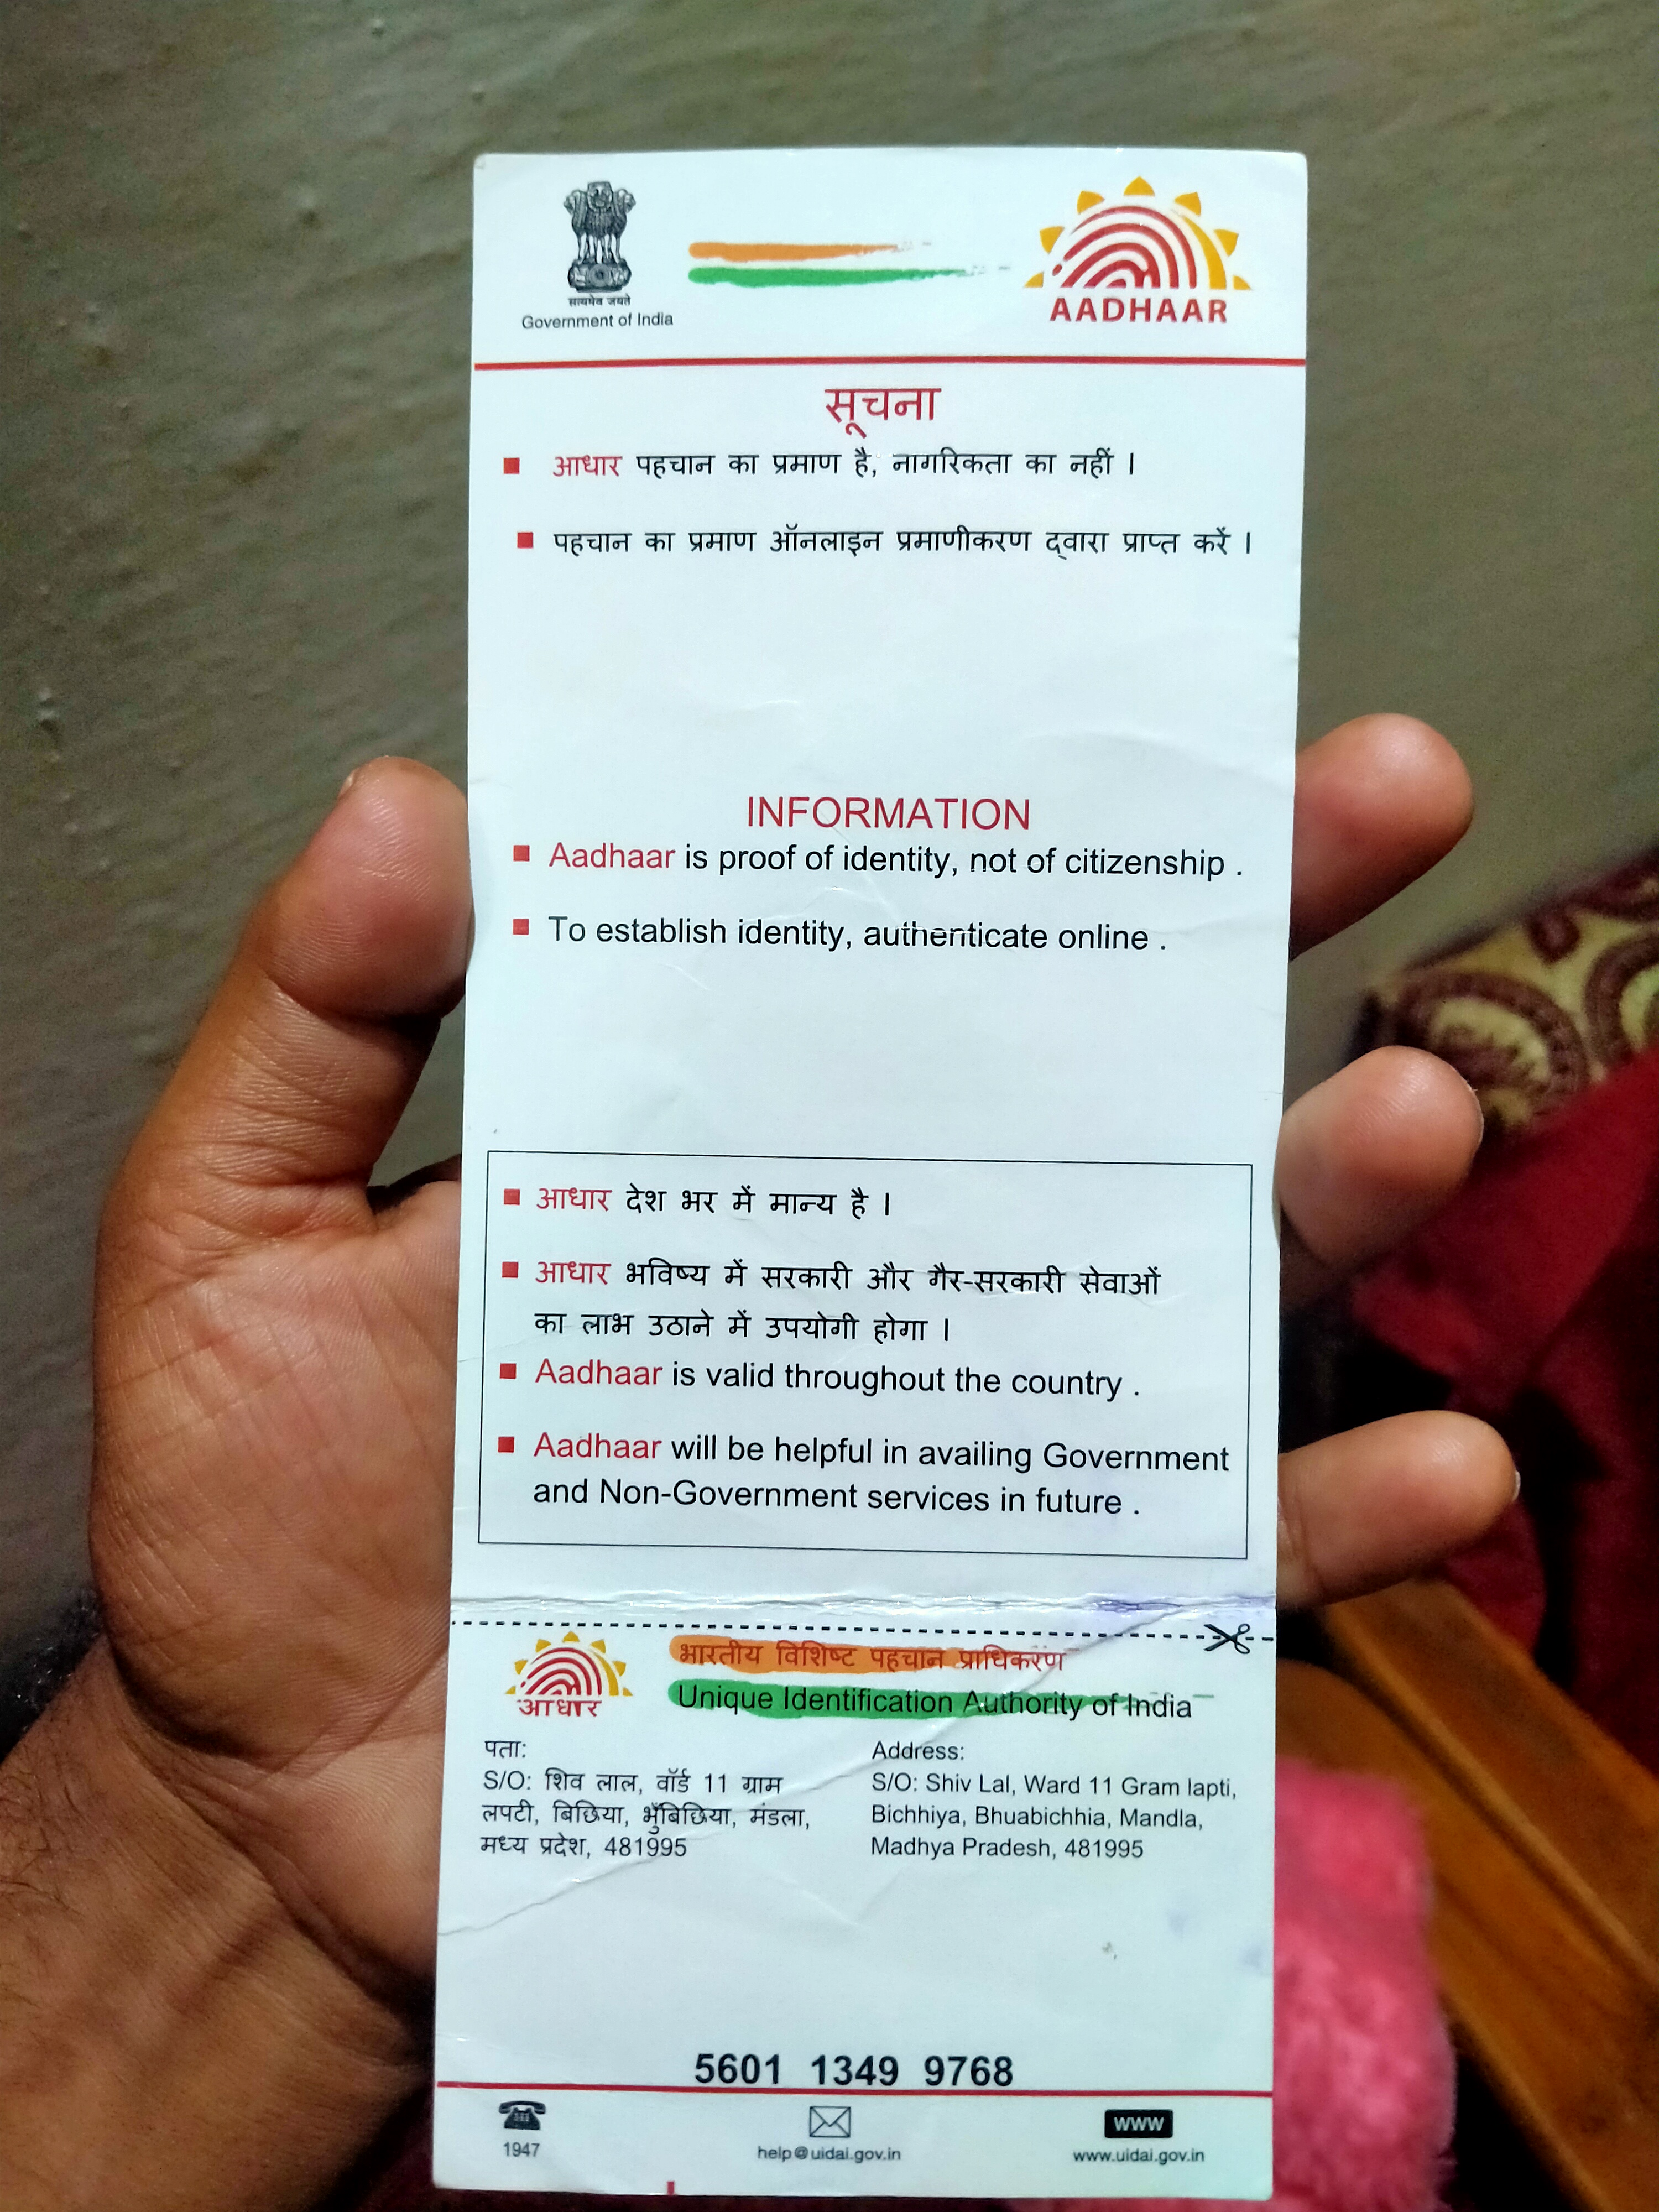 सत्यमेव जयते
Government of India
AADHAAR
सूचना
आधार पहचान का प्रमाण है, नागरिकता का नहीं ।
पहचान का प्रमाण ऑनलाइन प्रमाणीकरण द्वारा प्राप्त करें ।
INFORMATION
Aadhaar is proof of identity, not of citizenship .
To establish identity, authenticate online .
आधार देश भर में मान्य है ।
आधार भविष्य में सरकारी और गैर-सरकारी सेवाओं
का लाभ उठाने में उपयोगी होगा ।
Aadhaar is valid throughout the country .
Aadhaar will be helpful in availing Government
and Non-Government services in future .
आधार
भारतीय विशिष्ट पहचान प्राधिकरण
Unique Identification Authority of India
पता:
S/O: शिव लाल, वॉर्ड 11 ग्राम
लपटी, बिछिया, भुँबिछिया, मंडला,
मध्य प्रदेश, 481995
Address:
S/O: Shiv Lal, Ward 11 Gram lapti,
Bichhiya, Bhuabichhia, Mandla,
Madhya Pradesh, 481995
5601 1349 9768
1947
help@uidai.gov.in
www
www.uidai.gov.in